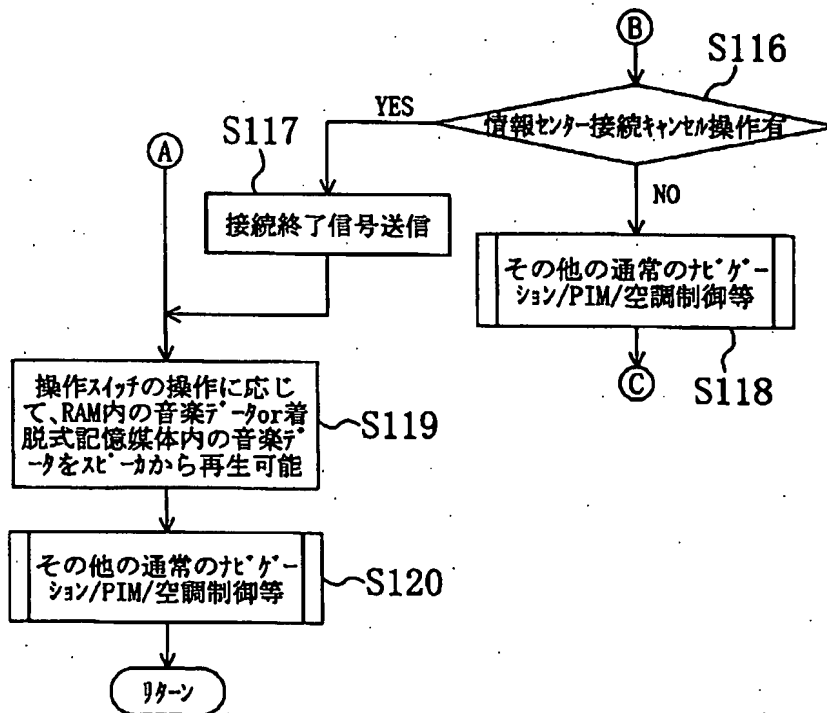 B
S116
情報ｾﾝﾀｰ接続ｷｬﾝｾﾙ操作有
YES
NO
S117
A
接続終了信号送信
その他の通常のﾅﾋﾞｹﾞｰ
ｼｮﾝ/PIM/空調制御等
S118
C
操作ｽｲｯﾁの操作に応じ
て、RAM内の音楽ﾃﾞｰﾀor着
脱式記憶媒体内の音楽ﾃﾞ
ｰﾀをｽﾋﾟｰｶから再生可能
S119
その他の通常のﾅﾋﾞｹﾞｰ
ｼｮﾝ/PIM/空調制御等
S120
ﾘﾀｰﾝ